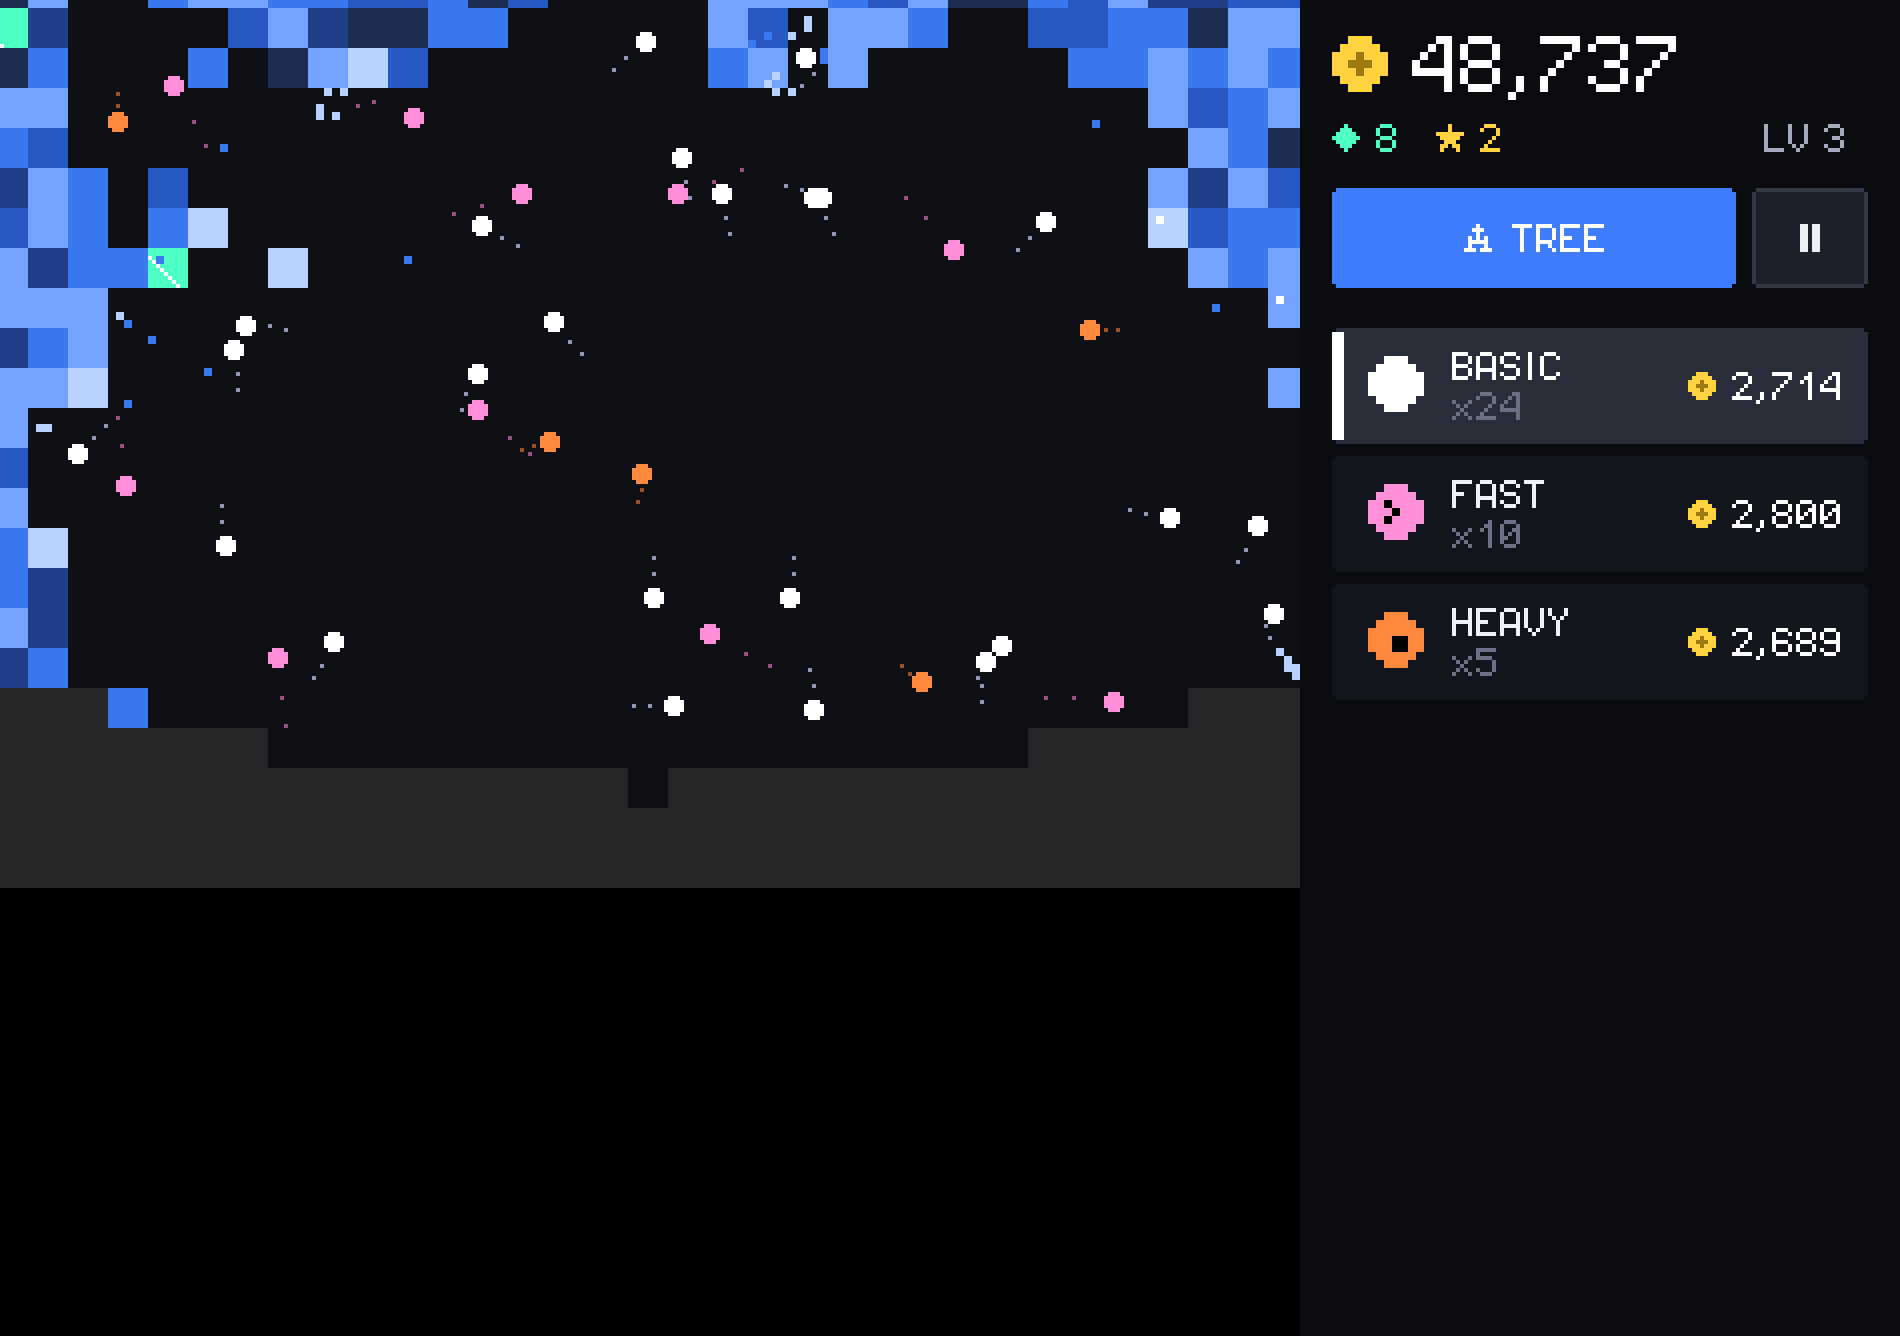 48,737
8 2 LV 3
TREE
BASIC
x24
2,714
FAST
x10
2,800
HEAVY
x5
2,689